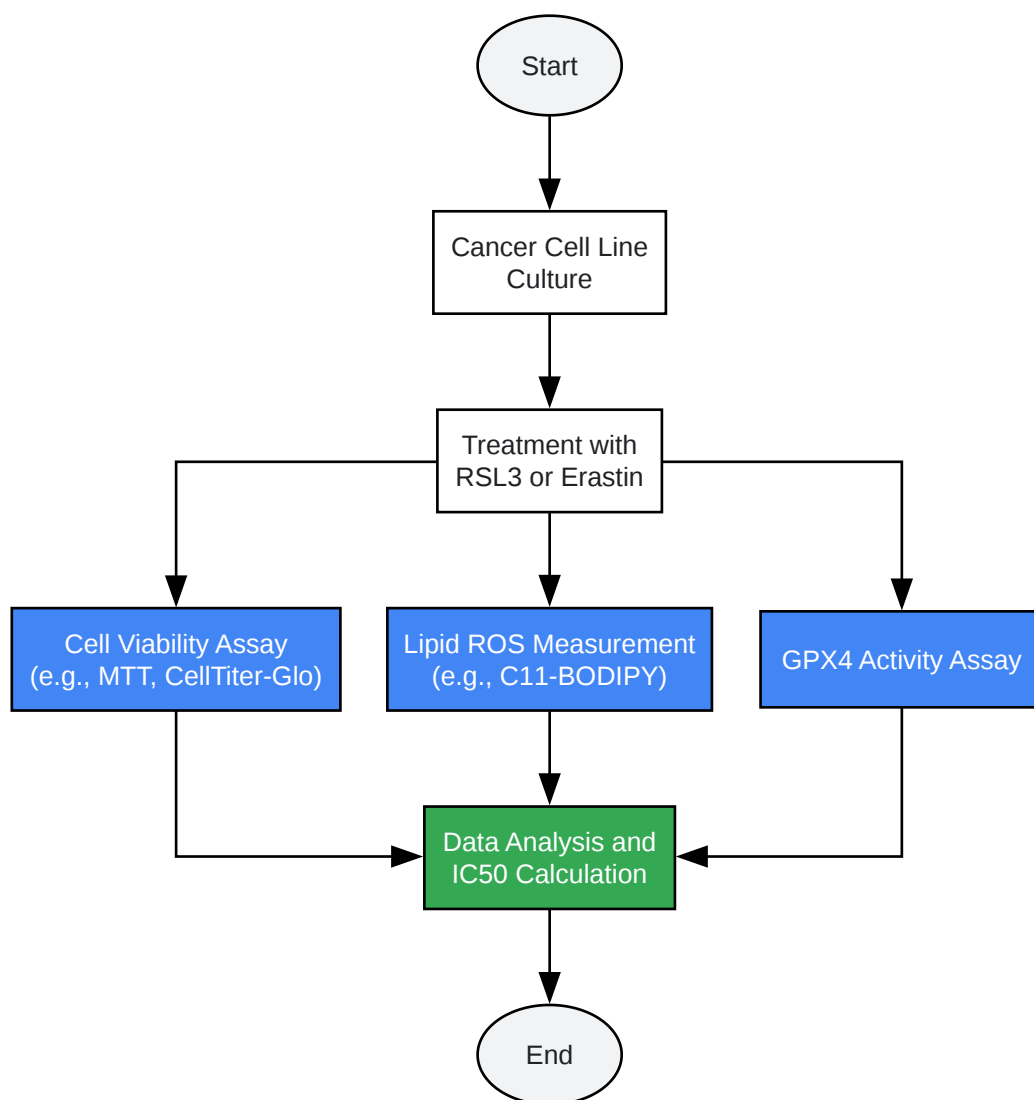 Start
Cancer Cell Line
Culture
Treatment with
RSL3 or Erastin
Cell Viability Assay
(e.g., MTT, CellTiter-Glo)
Lipid ROS Measurement
(e.g., C11-BODIPY)
GPX4 Activity Assay
Data Analysis and
IC50 Calculation
End